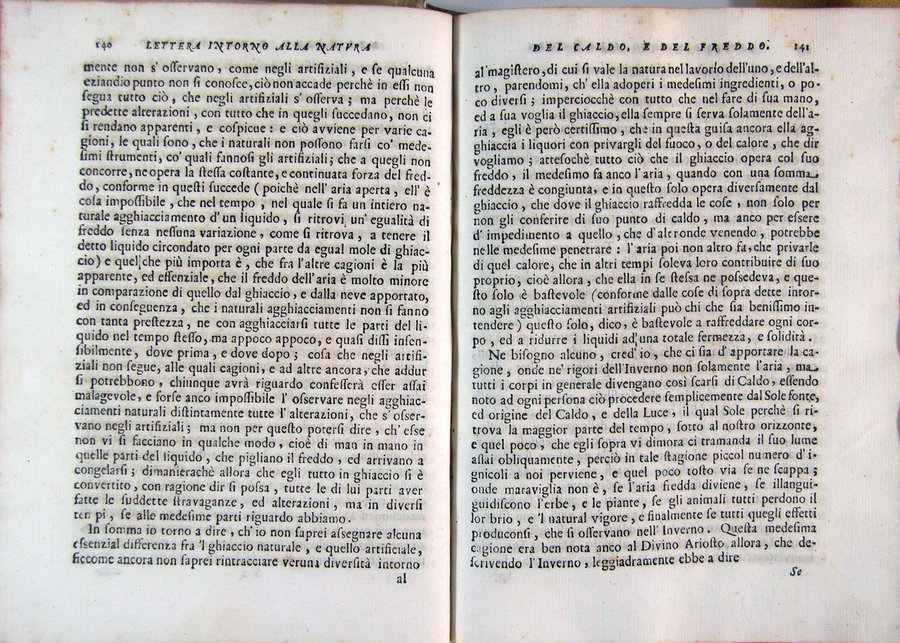 140 LETTERA INTORNO ALLA NATVRA
mente non s' oſſervano, come negli artifiziali, e ſe qualcuna
eziandio punto non ſi conoſce, ciò non accade perchè in eſſi non
ſegua tutto ciò, che negli artifiziali s' oſſerva; ma perchè le
predette alterazioni, con tutto che in quegli ſuccedano, non ci
ſi rendano apparenti, e coſpicue: e ciò avviene per varie ca-
gioni, le quali ſono, che i naturali non poſſono farſi co' mede-
ſimi ſtrumenti, co' quali fannoſi gli artifiziali; che a quegli non
concorre, ne opera la ſteſſa coſtante, e continuata forza del fred-
do, conforme in queſti ſuccede (poichè nell' aria aperta, ell' è
coſa impoſſibile, che nel tempo, nel quale ſi fa un intiero na-
turale agghiacciamento d' un liquido, ſi ritrovi un' egualità di
freddo ſenza neſſuna variazione, come ſi ritrova, a tenere il
detto liquido circondato per ogni parte da egual mole di ghiac-
cio) e quel che più importa è, che fra l'altre cagioni è la più
apparente, ed eſſenziale, che il freddo dell'aria è molto minore
in comparazione di quello dal ghiaccio, e dalla neve apportato,
ed in conſeguenza, che i naturali agghiacciamenti non ſi fanno
con tanta preſtezza, ne con agghiacciarſi tutte le parti del li-
quido nel tempo ſteſſo, ma appoco appoco, e quaſi diſſi inſen-
ſibilmente, dove prima, e dove dopo; coſa che negli artifi-
ziali non ſegue, alle quali cagioni, e ad altre ancora, che addur
ſi potrebbono, chiunque avrà riguardo confeſſerà eſſer aſſai
malagevole, e forſe anco impoſſibile l' oſſervare negli agghiac-
ciamenti naturali diſtintamente tutte l' alterazioni, che s' oſſer-
vano negli artifiziali; ma non per queſto poterſi dire, ch' eſſe
non vi ſi facciano in qualche modo, cioè di man in mano in
quelle parti del liquido, che pigliano il freddo, ed arrivano a
congelarſi; dimanierachè allora che egli tutto in ghiaccio ſi è
convertito, con ragione dir ſi poſſa, tutte le di lui parti aver
fatte le ſuddette ſtravaganze, ed alterazioni, ma in diverſi
tempi, ſe alle medeſime parti riguardo abbiamo.
In ſomma io torno a dire, ch' io non ſaprei aſſegnare alcuna
eſſenzial differenza fra 'l ghiaccio naturale, e quello artificiale,
ſiccome ancora non ſaprei rintracciare veruna diverſità intorno
al
DEL CALDO, E DEL FREDDO. 141
al magiſtero, di cui ſi vale la natura nel lavorio dell'uno, e dell'al-
tro, parendomi, ch' ella adoperi i medeſimi ingredienti, o po-
co diverſi; imperciocchè con tutto che nel fare di ſua mano,
ed a ſua voglia il ghiaccio, ella ſempre ſi ſerva ſolamente dell'a-
ria, egli è però certiſſimo, che in queſta guiſa ancora ella ag-
ghiaccia i liquori con privargli del fuoco, o del calore, che dir
vogliamo; atteſochè tutto ciò che il ghiaccio opera col ſuo
freddo, il medeſimo fa anco l'aria, quando con una ſomma
freddezza è congiunta, e in queſto ſolo opera diverſamente dal
ghiaccio, che dove il ghiaccio raffredda le coſe, non ſolo per
non gli conferire di ſuo punto di caldo, ma anco per eſſere
d' impedimento a quello, che d'altronde venendo, potrebbe
nelle medeſime penetrare: l' aria poi non altro fa, che privarle
di quel calore, che in altri tempi ſoleva loro contribuire di ſuo
proprio, cioè allora, che ella in ſe ſteſſa ne poſſedeva, e que-
ſto ſolo è baſtevole (conforme dalle coſe di ſopra dette intor-
no agli agghiacciamenti artifiziali può chi che ſia beniſſimo in-
tendere) queſto ſolo, dico, è baſtevole a raffreddare ogni cor-
po, ed a ridurre i liquidi ad una totale fermezza, e ſolidità.
Ne biſogno alcuno, cred' io, che ci ſia d' apportare la ca-
gione, onde ne' rigori dell'Inverno non ſolamente l'aria, ma
tutti i corpi in generale divengano così ſcarſi di Caldo, eſſendo
noto ad ogni perſona ciò procedere ſemplicemente dal Sole fonte,
ed origine del Caldo, e della Luce, il qual Sole perchè ſi ri-
trova la maggior parte del tempo, ſotto al noſtro orizzonte,
e quel poco, che egli ſopra vi dimora ci tramanda il ſuo lume
aſſai obliquamente, perciò in tale ſtagione piccol numero d' i-
gnicoli a noi perviene, e quel poco toſto via ſe ne ſcappa;
onde maraviglia non è, ſe l'aria fredda diviene, ſe illangui-
guidiſcono l'erbe, e le piante, ſe gli animali tutti perdono il
lor brio, e 'l natural vigore, e finalmente ſe tutti quegli effetti
produconſi, che ſi oſſervano nell' Inverno. Queſta medeſima
cagione era ben nota anco al Divino Arioſto allora, che de-
ſcrivendo l'Inverno, leggiadramente ebbe a dire
Se